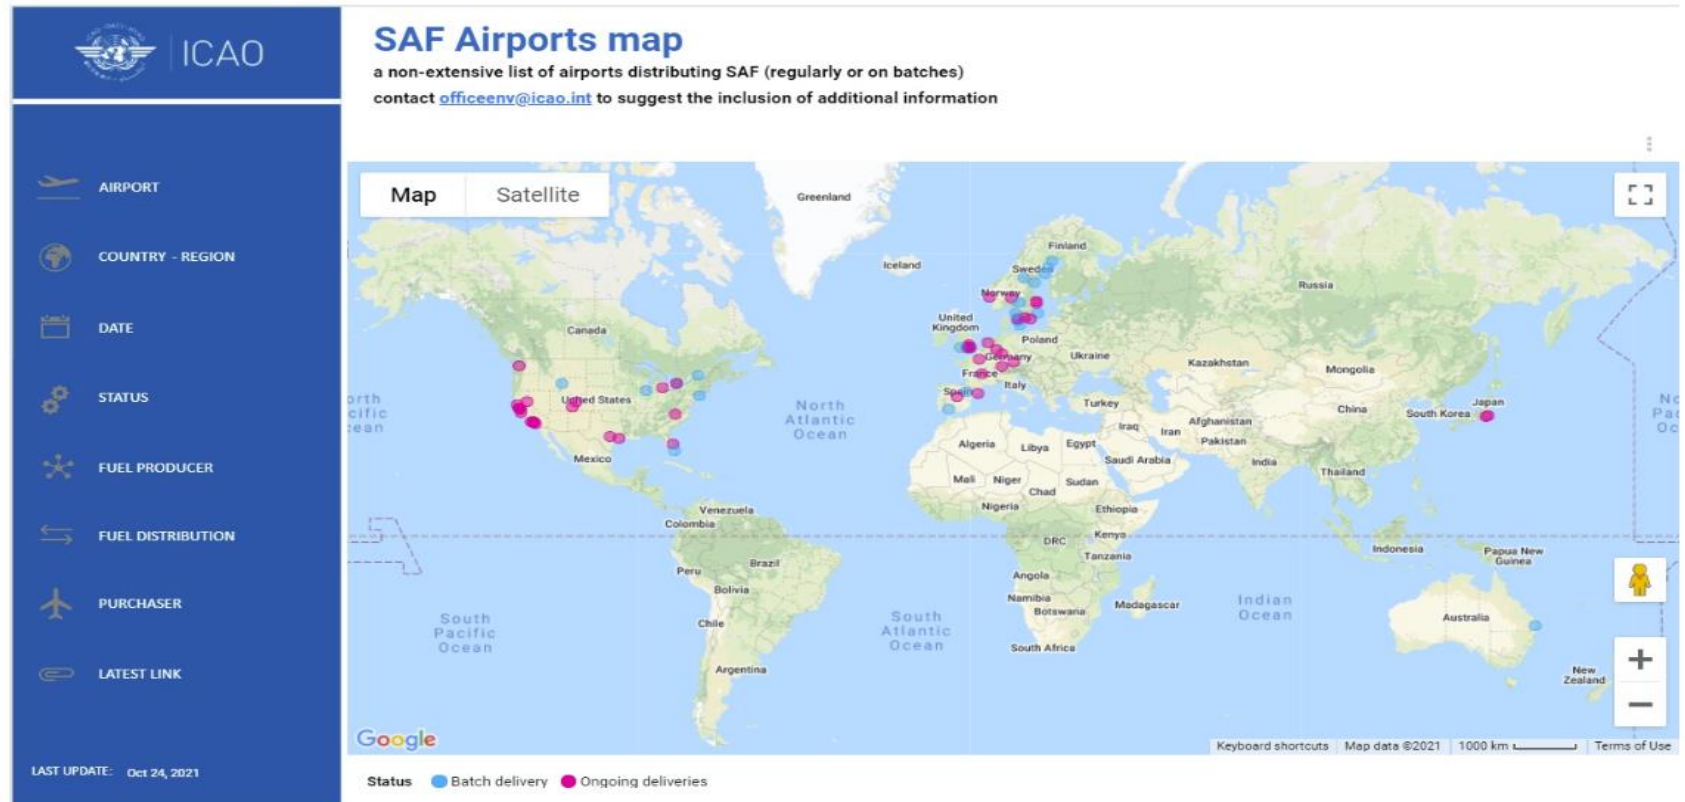 ICAO
SAF Airports map
a non-extensive list of airports distributing SAF (regularly or on batches)
contact officeenv@icao.int to suggest the inclusion of additional information
AIRPORT
COUNTRY - REGION
DATE
STATUS
FUEL PRODUCER
FUEL DISTRIBUTION
PURCHASER
LATEST LINK
LAST UPDATE: Oct 24, 2021
Map
Satellite
Greenland
Iceland
Finland
Sweden
Norway
Russia
United
Kingdom
Canada
Poland
Germany
Ukraine
Kazakhstan
Mongolia
France
Italy
Spain
United States
North
Atlantic
Ocean
Turkey
China
Japan
South Korea
Afghanistan
Iraq
Iran
Pakistan
Algeria
Libya
Egypt
Saudi Arabia
India
Thailand
Mexico
Mali
Niger
Chad
Sudan
Nigeria
Ethiopia
Venezuela
Colombia
DRC
Kenya
Tanzania
Indonesia
Papua New
Guinea
Peru
Brazil
Bolivia
Angola
Namibia
Botswana
Madagascar
Indian
Ocean
South
Pacific
Ocean
Chile
South
Atlantic
Ocean
South Africa
Australia
Argentina
New
Zealand
Google
Keyboard shortcuts
Map data ©2021
1000 km
Terms of Use
Status
Batch delivery
Ongoing deliveries